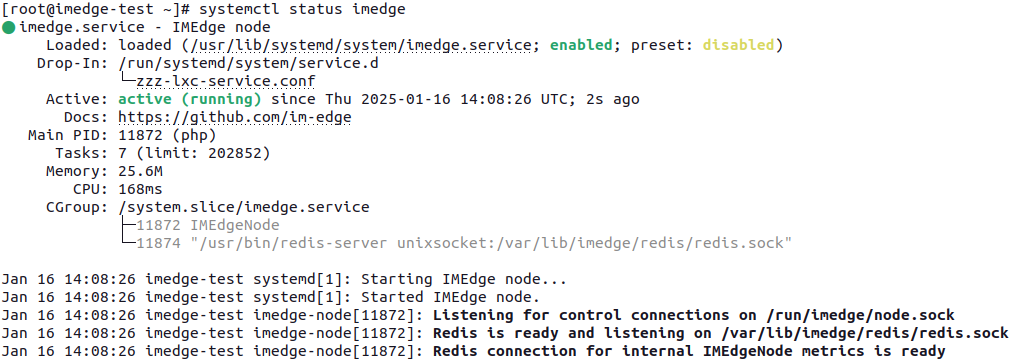 [root@imedge-test ~]# systemctl status imedge
● imedge.service - IMEdge node
     Loaded: loaded (/usr/lib/systemd/system/imedge.service; enabled; preset: disabled)
    Drop-In: /run/systemd/system/service.d
             └─zzz-lxc-service.conf
     Active: active (running) since Thu 2025-01-16 14:08:26 UTC; 2s ago
       Docs: https://github.com/im-edge
   Main PID: 11872 (php)
      Tasks: 7 (limit: 202852)
     Memory: 25.6M
        CPU: 168ms
     CGroup: /system.slice/imedge.service
             ├─11872 IMEdgeNode
             └─11874 "/usr/bin/redis-server unixsocket:/var/lib/imedge/redis/redis.sock"

Jan 16 14:08:26 imedge-test systemd[1]: Starting IMEdge node...
Jan 16 14:08:26 imedge-test systemd[1]: Started IMEdge node.
Jan 16 14:08:26 imedge-test imedge-node[11872]: Listening for control connections on /run/imedge/node.sock
Jan 16 14:08:26 imedge-test imedge-node[11872]: Redis is ready and listening on /var/lib/imedge/redis/redis.sock
Jan 16 14:08:26 imedge-test imedge-node[11872]: Redis connection for internal IMEdgeNode metrics is ready